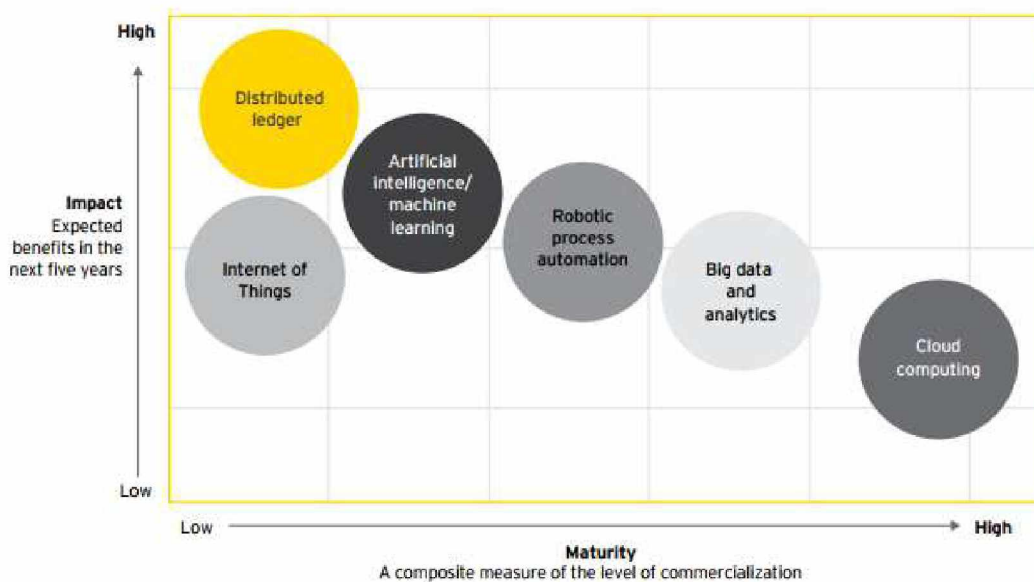 High
Distributed
ledger
Artificial
intelligence/
machine
learning
Impact
Expected
benefits in the
next five years
Robotic
process
automation
Internet of
Things
Big data
and
analytics
Cloud
computing
Low
Low
High
Maturity
A composite measure of the level of commercialization